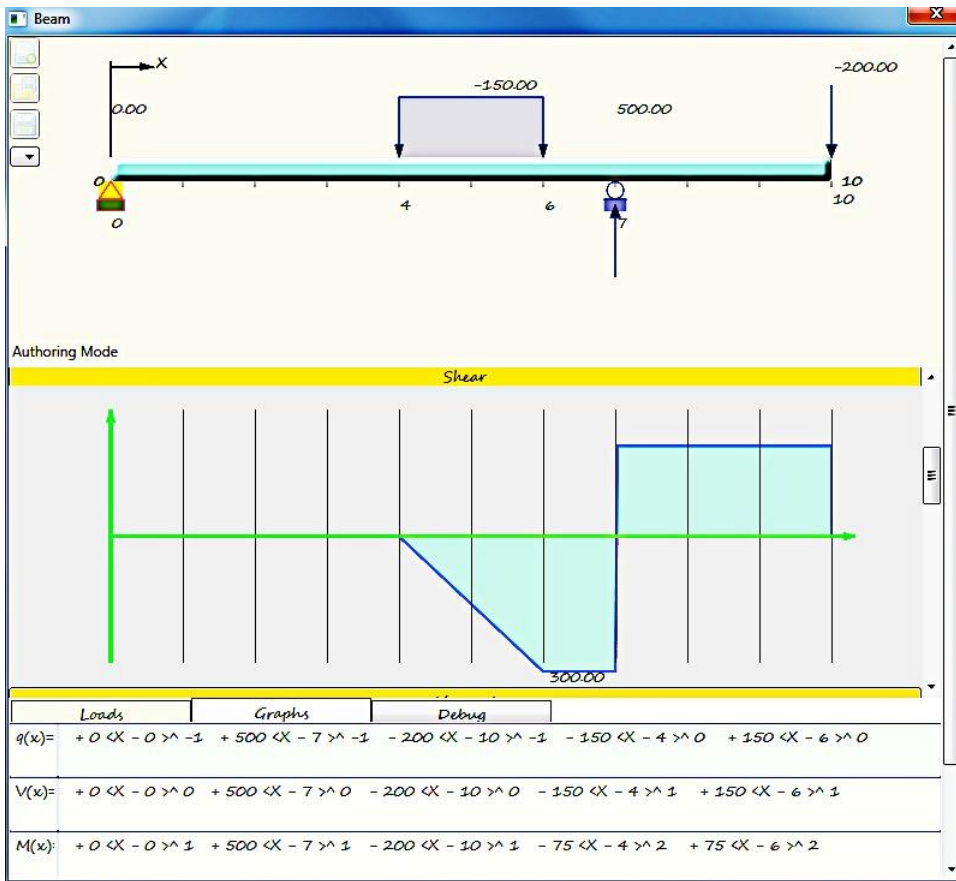 Beam
X
-200.00
-150.00
0.00
500.00
0
10
4
6
10
0
7
Authoring Mode
Shear
300.00
Loads Graphs Debug
q(x)= +0 <X - 0 >^ -1 +500 <X - 7 >^ -1 -200 <X - 10 >^ -1 -150 <X - 4 >^ 0 +150 <X - 6 >^ 0
V(x)= +0 <X - 0 >^ 0 +500 <X - 7 >^ 0 -200 <X - 10 >^ 0 -150 <X - 4 >^ 1 +150 <X - 6 >^ 1
M(x): +0 <X - 0 >^ 1 +500 <X - 7 >^ 1 -200 <X - 10 >^ 1 -75 <X - 4 >^ 2 +75 <X - 6 >^ 2